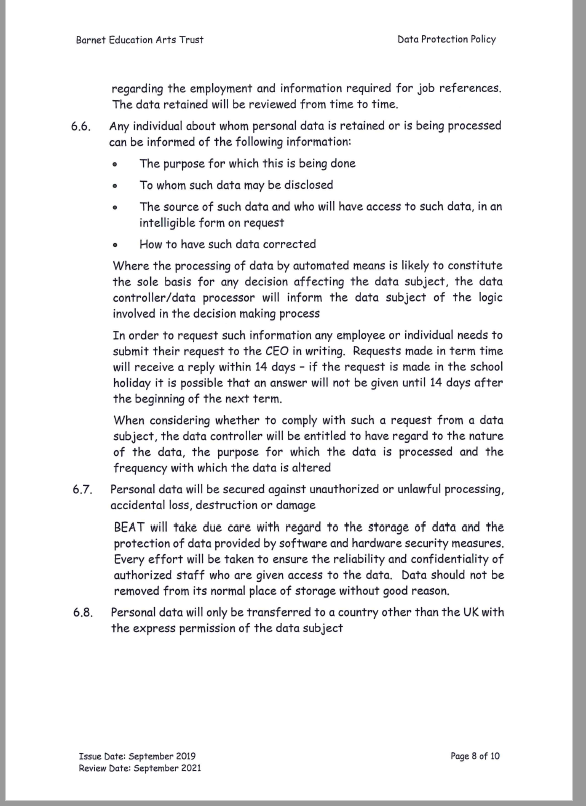 Barnet Education Arts Trust
Data Protection Policy
regarding the employment and information required for job references.
The data retained will be reviewed from time to time.
6.6. Any individual about whom personal data is retained or is being processed
can be informed of the following information:
• The purpose for which this is being done
• To whom such data may be disclosed
• The source of such data and who will have access to such data, in an
intelligible form on request
• How to have such data corrected
Where the processing of data by automated means is likely to constitute
the sole basis for any decision affecting the data subject, the data
controller/data processor will inform the data subject of the logic
involved in the decision making process
In order to request such information any employee or individual needs to
submit their request to the CEO in writing. Requests made in term time
will receive a reply within 14 days – if the request is made in the school
holiday it is possible that an answer will not be given until 14 days after
the beginning of the next term.
When considering whether to comply with such a request from a data
subject, the data controller will be entitled to have regard to the nature
of the data, the purpose for which the data is processed and the
frequency with which the data is altered
6.7. Personal data will be secured against unauthorized or unlawful processing,
accidental loss, destruction or damage
BEAT will take due care with regard to the storage of data and the
protection of data provided by software and hardware security measures.
Every effort will be taken to ensure the reliability and confidentiality of
authorized staff who are given access to the data. Data should not be
removed from its normal place of storage without good reason.
6.8. Personal data will only be transferred to a country other than the UK with
the express permission of the data subject
Issue Date: September 2019
Review Date: September 2021
Page 8 of 10